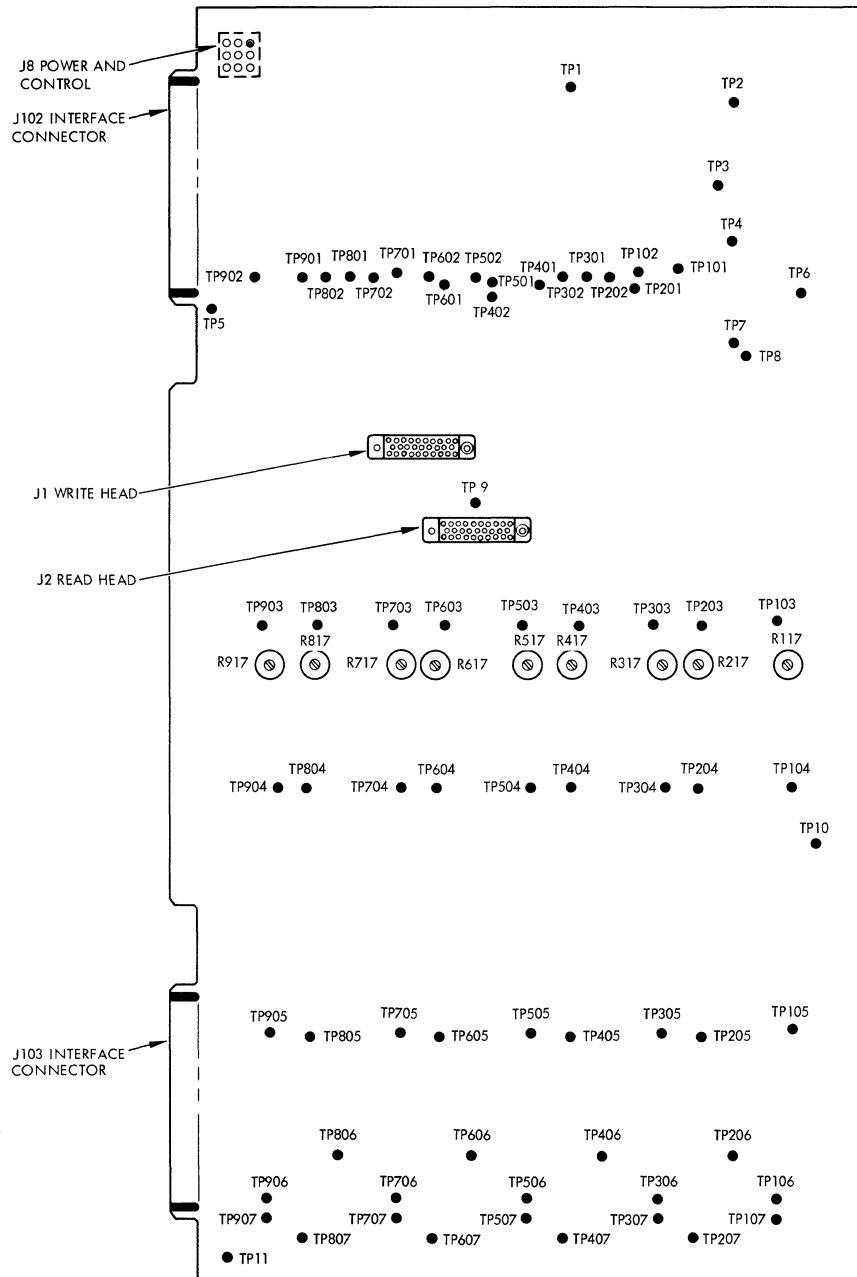 J8 POWER AND
CONTROL
J102 INTERFACE
CONNECTOR
TP1
TP2
TP3
TP4
TP902
TP901
TP801
TP701
TP602
TP502
TP401
TP301
TP102
TP101
TP802
TP702
TP601
TP501
TP402
TP302
TP202
TP201
TP6
TP5
TP7
TP8
J1 WRITE HEAD
TP 9
J2 READ HEAD
TP903
TP803
TP703
TP603
TP503
TP403
TP303
TP203
TP103
R817
R517
R417
R117
R917
R717
R617
R317
R217
TP904
TP804
TP704
TP604
TP504
TP404
TP304
TP204
TP104
TP10
J103 INTERFACE
CONNECTOR
TP905
TP805
TP705
TP605
TP505
TP405
TP305
TP205
TP105
TP806
TP606
TP406
TP206
TP906
TP706
TP506
TP306
TP106
TP907
TP707
TP507
TP307
TP107
TP807
TP607
TP407
TP207
TP11